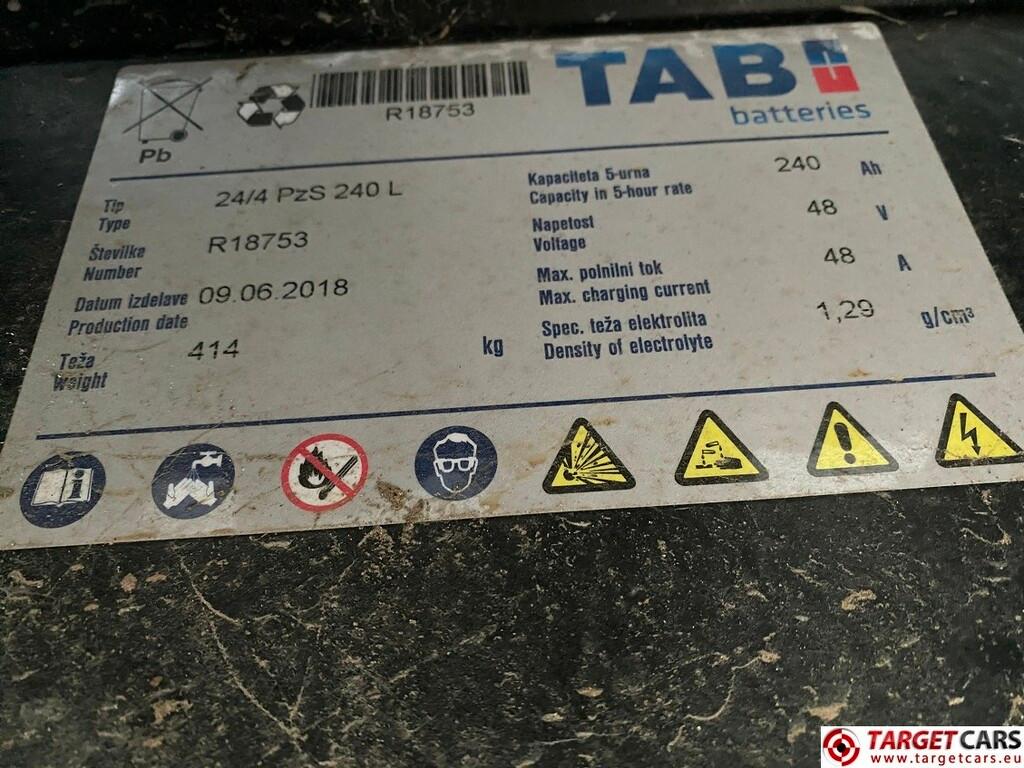 TAB
batteries
R18753
Pb
Tip
Type
24/4 PzS 240 L
Številka
Number
R18753
Datum izdelave
Production date
09.06.2018
Teža
Weight
414 kg
Kapaciteta 5-urna
Capacity in 5-hour rate
240 Ah
Napetost
Voltage
48 V
Max. polnilni tok
Max. charging current
48 A
Spec. teža elektrolita
Density of electrolyte
1,29 g/cm³
TARGETCARS
www.targetcars.eu